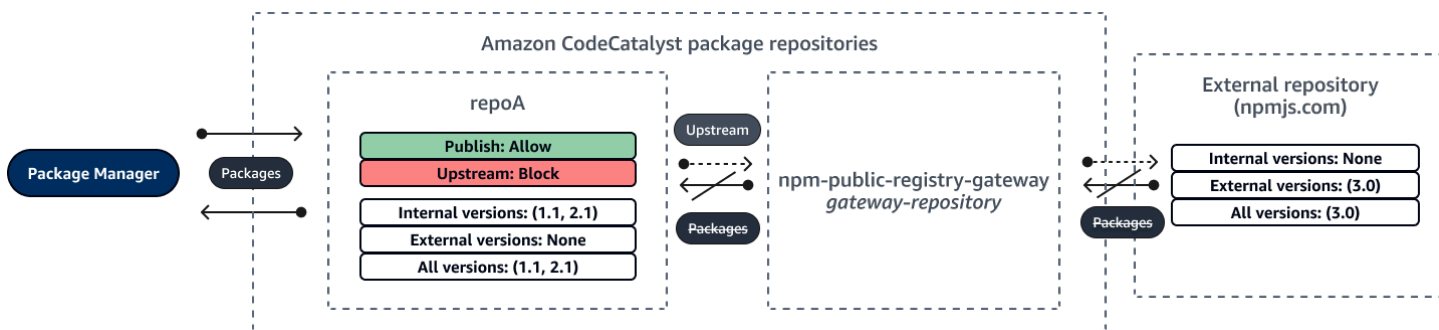 Amazon CodeCatalyst package repositories
Package Manager
Packages
repoA
Publish: Allow
Upstream: Block
Internal versions: (1.1, 2.1)
External versions: None
All versions: (1.1, 2.1)
Upstream
Packages
npm-public-registry-gateway
gateway-repository
Packages
External repository
(npmjs.com)
Internal versions: None
External versions: (3.0)
All versions: (3.0)